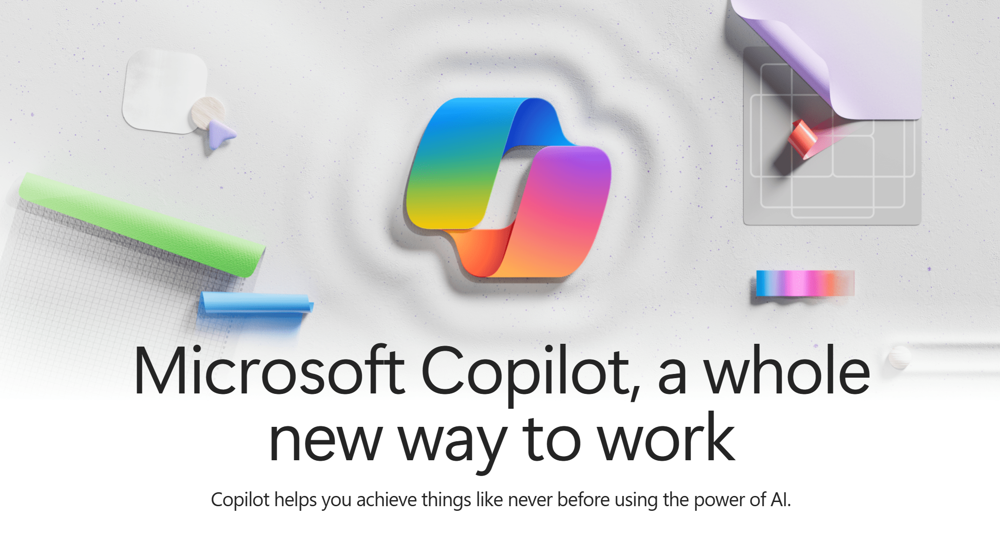 Microsoft Copilot, a whole
new way to work
Copilot helps you achieve things like never before using the power of AI.